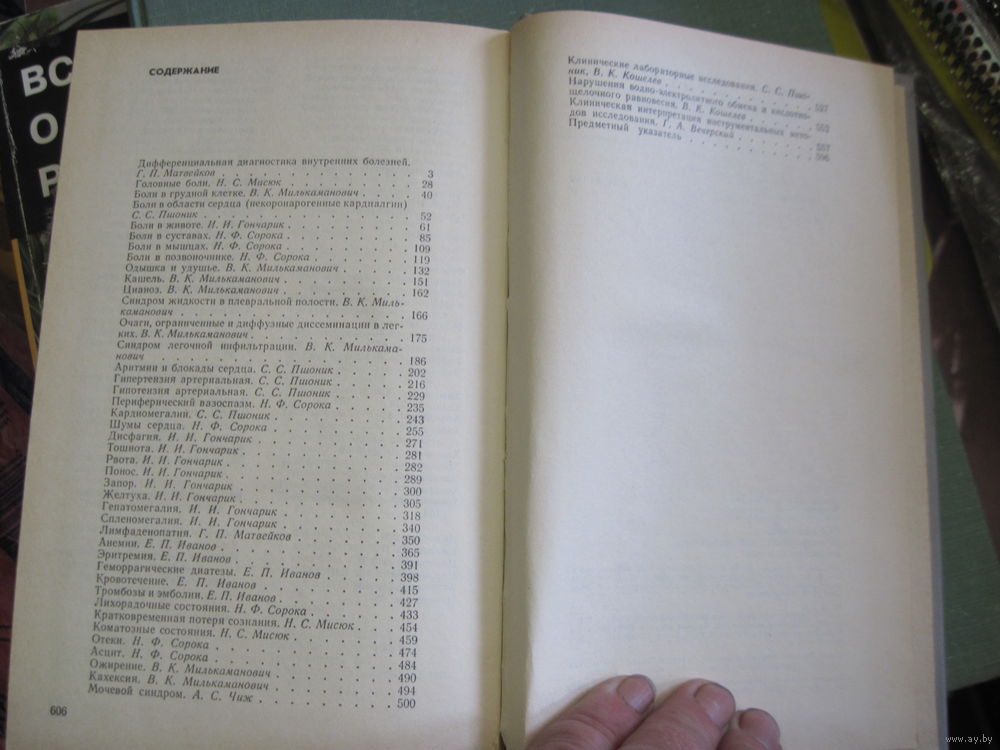 ВС
О
Р
СОДЕРЖАНИЕ
Дифференциальная диагностика внутренних болезней.
Г. П. Матвейков . . . . . . . . . . 3
Головные боли. Н. С. Мисюк . . . . . . . 28
Боли в грудной клетке. В. К. Милькаманович . . . 40
Боли в области сердца (некоронарогенные кардиалгии)
С. С. Пшоник . . . . . . . . . . 52
Боли в животе. И. И. Гончарик . . . . . . . 61
Боли в суставах. Н. Ф. Сорока . . . . . . . 85
Боли в мышцах. Н. Ф. Сорока . . . . . . . 109
Боли в позвоночнике. Н. Ф. Сорока . . . . . . 119
Одышка и удушье. В. К. Милькаманович . . . . 132
Кашель. В. К. Милькаманович . . . . . . . 151
Цианоз. В. К. Милькаманович . . . . . . . 162
Синдром жидкости в плевральной полости. В. К. Миль-
каманович . . . . . . . . . . 166
Очаги, ограниченные и диффузные диссеминации в лег-
ких. В. К. Милькаманович . . . . . . . . 175
Синдром легочной инфильтрации. В. К. Милькама-
нович . . . . . . . . . . 186
Аритмии и блокады сердца. С. С. Пшоник . . . . 202
Гипертензия артериальная. С. С. Пшоник . . . . 216
Гипотензия артериальная. С. С. Пшоник . . . . 229
Периферический вазоспазм. Н. Ф. Сорока . . . . 235
Кардиомегалии. С. С. Пшоник . . . . . . 243
Шумы сердца. Н. Ф. Сорока . . . . . . . 255
Дисфагия. И. И. Гончарик . . . . . . . 271
Тошнота. И. И. Гончарик . . . . . . . . 281
Рвота. И. И. Гончарик . . . . . . . . 282
Понос. И. И. Гончарик . . . . . . . . 289
Запор. И. И. Гончарик . . . . . . . . 300
Желтуха. И. И. Гончарик . . . . . . . . 305
Гепатомегалия. И. И. Гончарик . . . . . . 318
Спленомегалия. И. И. Гончарик . . . . . . 340
Лимфаденопатия. Г. П. Матвейков . . . . . . 350
Анемии. Е. П. Иванов . . . . . . . . 365
Эритремия. Е. П. Иванов . . . . . . . . 391
Геморрагические диатезы. Е. П. Иванов . . . . 398
Кровотечение. Е. П. Иванов . . . . . . . 415
Тромбозы и эмболии. Е. П. Иванов . . . . . . 427
Лихорадочные состояния. Н. Ф. Сорока . . . . . 433
Кратковременная потеря сознания. Н. С. Мисюк . . . 454
Коматозные состояния. Н. С. Мисюк . . . . . . 459
Отеки. Н. Ф. Сорока . . . . . . . . 474
Асцит. Н. Ф. Сорока . . . . . . . . 484
Ожирение. В. К. Милькаманович . . . . . . 490
Кахексия. В. К. Милькаманович . . . . . . 494
Мочевой синдром. А. С. Чиж . . . . . . . 500
606
Клинические лабораторные исследования. С. С. Пшо-
ник, В. К. Кошелев . . . . . . . . 527
Нарушения водно-электролитного обмена и кислотно-
щелочного равновесия. В. К. Кошелев . . . . . 553
Клиническая интерпретация инструментальных мето-
дов исследования. Г. А. Вечерский . . . . . 557
Предметный указатель . . . . . . . . 596
www.ay.by